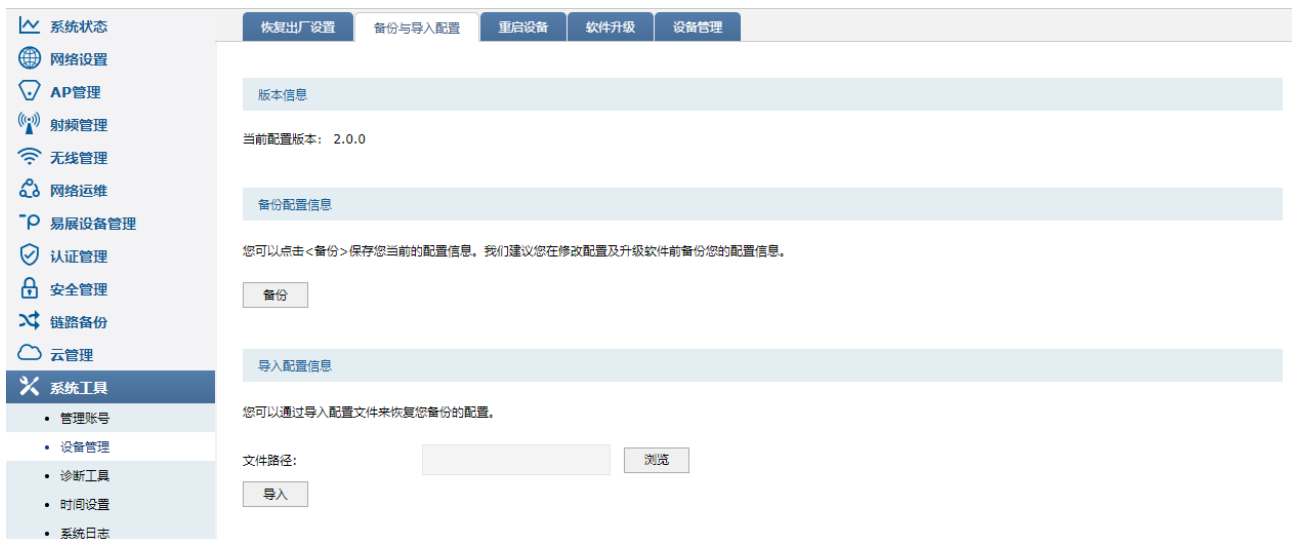 系统状态
网络设置
AP管理
射频管理
无线管理
网络运维
易展设备管理
认证管理
安全管理
链路备份
云管理
系统工具
• 管理账号
• 设备管理
• 诊断工具
• 时间设置
• 系统日志
恢复出厂设置 备份与导入配置 重启设备 软件升级 设备管理
版本信息
当前配置版本: 2.0.0
备份配置信息
您可以点击<备份>保存您当前的配置信息。我们建议您在修改配置及升级软件前备份您的配置信息。
备份
导入配置信息
您可以通过导入配置文件来恢复您备份的配置。
文件路径: 浏览
导入